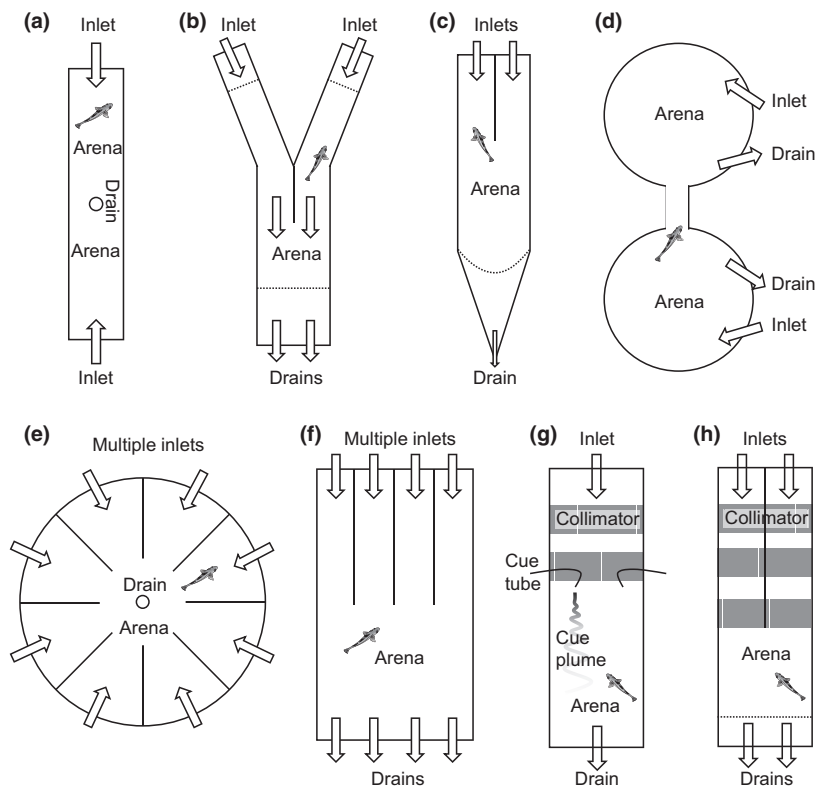 (a)
Inlet
Arena
Drain
Arena
Inlet
(b)
Inlet
Inlet
Arena
Drains
(c)
Inlets
Arena
Drain
(d)
Arena
Inlet
Drain
Arena
Drain
Inlet
(e)
Multiple inlets
Drain
Arena
(f)
Multiple inlets
Arena
Drains
(g)
Inlet
Collimator
Cue
tube
Cue
plume
Arena
Drain
(h)
Inlets
Collimator
Arena
Drains